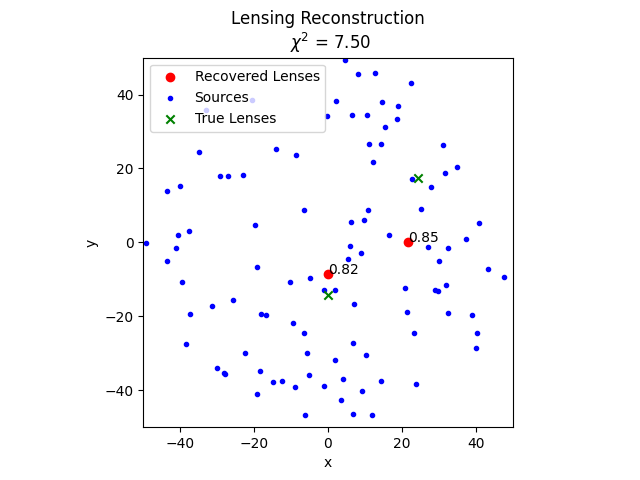 Lensing Reconstruction
χ² = 7.50
Recovered Lenses
Sources
True Lenses
40
20
0
−20
−40
y
0.85
0.82
−40 −20 0 20 40
x